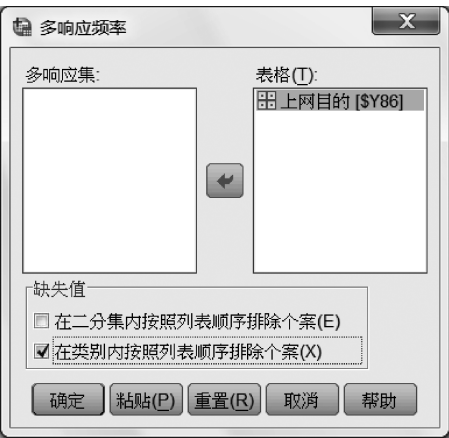 多响应频率
多响应集:
表格(T):
上网目的 [$Y86]
缺失值
在二分集内按照列表顺序排除个案(E)
在类别内按照列表顺序排除个案(X)
确定 粘贴(P) 重置(R) 取消 帮助